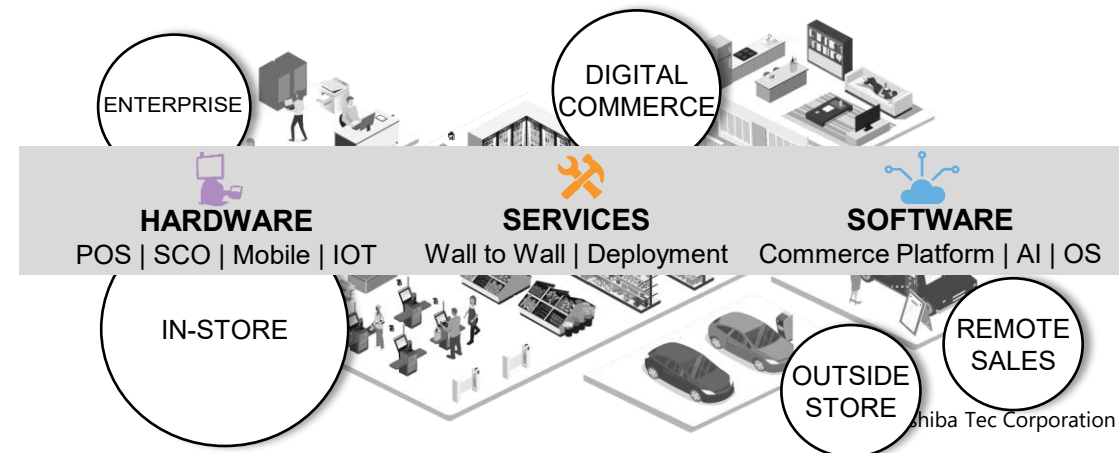 ENTERPRISE
DIGITAL
COMMERCE
HARDWARE
POS | SCO | Mobile | IOT
SERVICES
Wall to Wall | Deployment
SOFTWARE
Commerce Platform | AI | OS
IN-STORE
OUTSIDE
STORE
REMOTE
SALES
shiba Tec Corporation